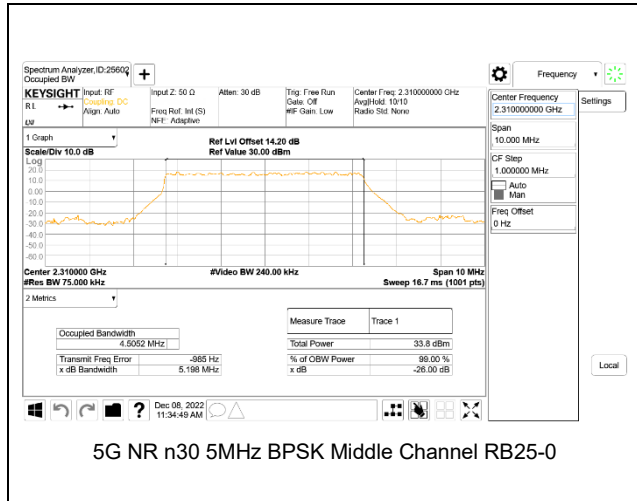 Spectrum Analyzer,ID:25602
Occupied BW
+
Frequency
KEYSIGHT Input: RF Input Z: 50 Ω Atten: 30 dB Trig: Free Run Center Freq: 2.310000000 GHz
Coupling: DC Gate: Off Avg|Hold: 10/10
RL Align: Auto Freq Ref: Int (S) #IF Gain: Low Radio Std: None
NFE: Adaptive
Center Frequency
2.310000000 GHz
Settings
Span
10.000 MHz
CF Step
1.000000 MHz
Auto
Man
Freq Offset
0 Hz
Local
1 Graph
Ref Lvl Offset 14.20 dB
Scale/Div 10.0 dB Ref Value 30.00 dBm
Log
20.0
10.0
0.00
-10.0
-20.0
-30.0
-40.0
-50.0
-60.0
Center 2.310000 GHz #Video BW 240.00 kHz Span 10 MHz
#Res BW 75.000 kHz Sweep 16.7 ms (1001 pts)
2 Metrics
Measure Trace Trace 1
Occupied Bandwidth
4.5052 MHz Total Power 33.8 dBm
Transmit Freq Error -985 Hz % of OBW Power 99.00 %
x dB Bandwidth 5.198 MHz x dB -26.00 dB
? Dec 08, 2022
11:34:49 AM
5G NR n30 5MHz BPSK Middle Channel RB25-0